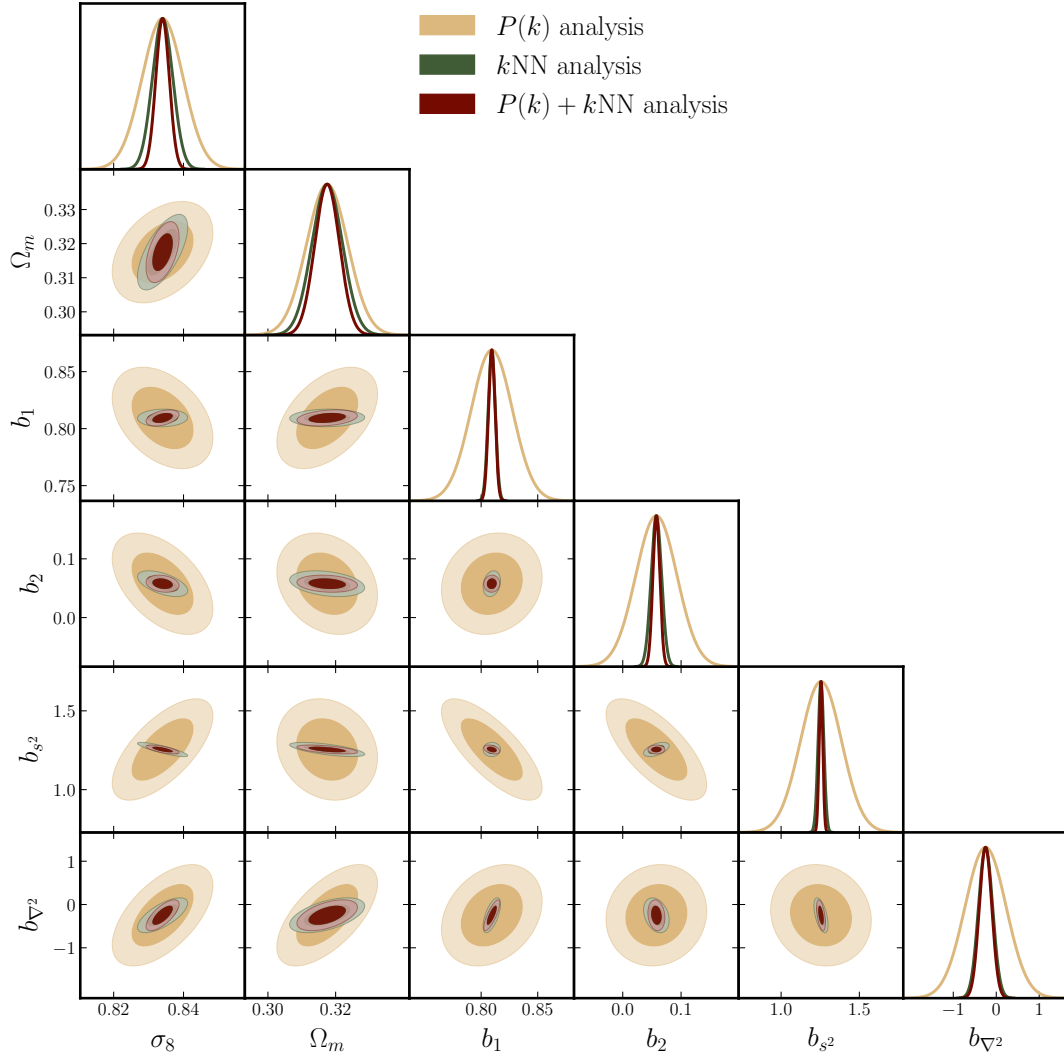 P(k) analysis
kNN analysis
P(k) + kNN analysis
0.33
0.32
0.31
0.30
Ω_m
0.85
0.80
0.75
b_1
0.1
0.0
b_2
1.5
1.0
b_{s^2}
1
0
−1
b_{∇^2}
0.82 0.84 0.30 0.32 0.80 0.85 0.0 0.1 1.0 1.5 −1 0 1
σ_8 Ω_m b_1 b_2 b_{s^2} b_{∇^2}